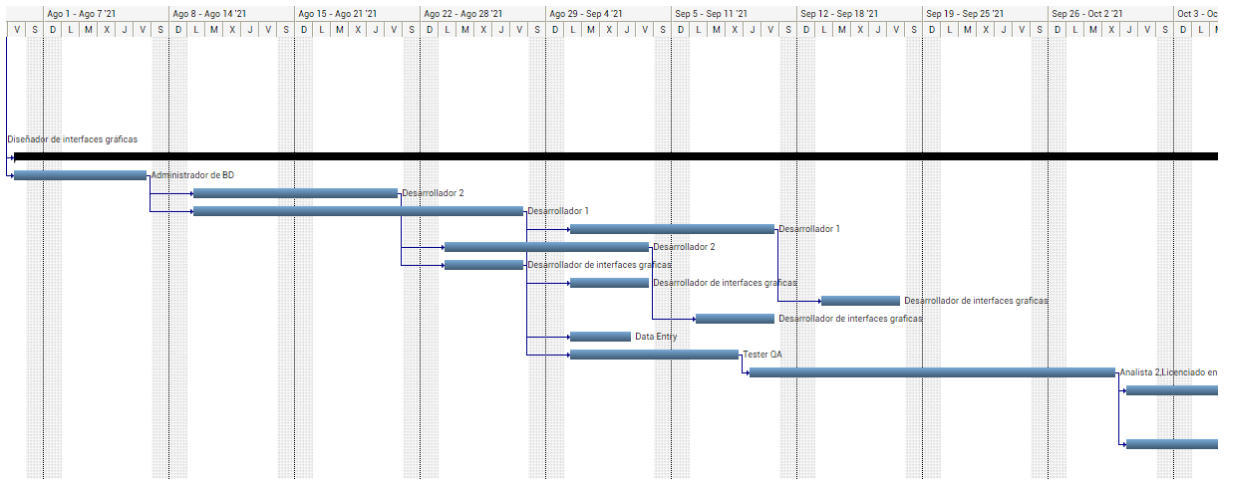 Ago 1 - Ago 7 '21 Ago 8 - Ago 14 '21 Ago 15 - Ago 21 '21 Ago 22 - Ago 28 '21 Ago 29 - Sep 4 '21 Sep 5 - Sep 11 '21 Sep 12 - Sep 18 '21 Sep 19 - Sep 25 '21 Sep 26 - Oct 2 '21 Oct 3 - Oc
V S D L M X J V S D L M X J V S D L M X J V S D L M X J V S D L M X J V S D L M X J V S D L M X J V S D L M X J V S D L M X J V S D L M
Diseñador de interfaces gráficas
Administrador de BD
Desarrollador 2
Desarrollador 1
Desarrollador 1
Desarrollador 2
Desarrollador de interfaces graficas
Desarrollador de interfaces graficas
Desarrollador de interfaces graficas
Desarrollador de interfaces graficas
Data Entry
Tester QA
Analista 2,Licenciado en